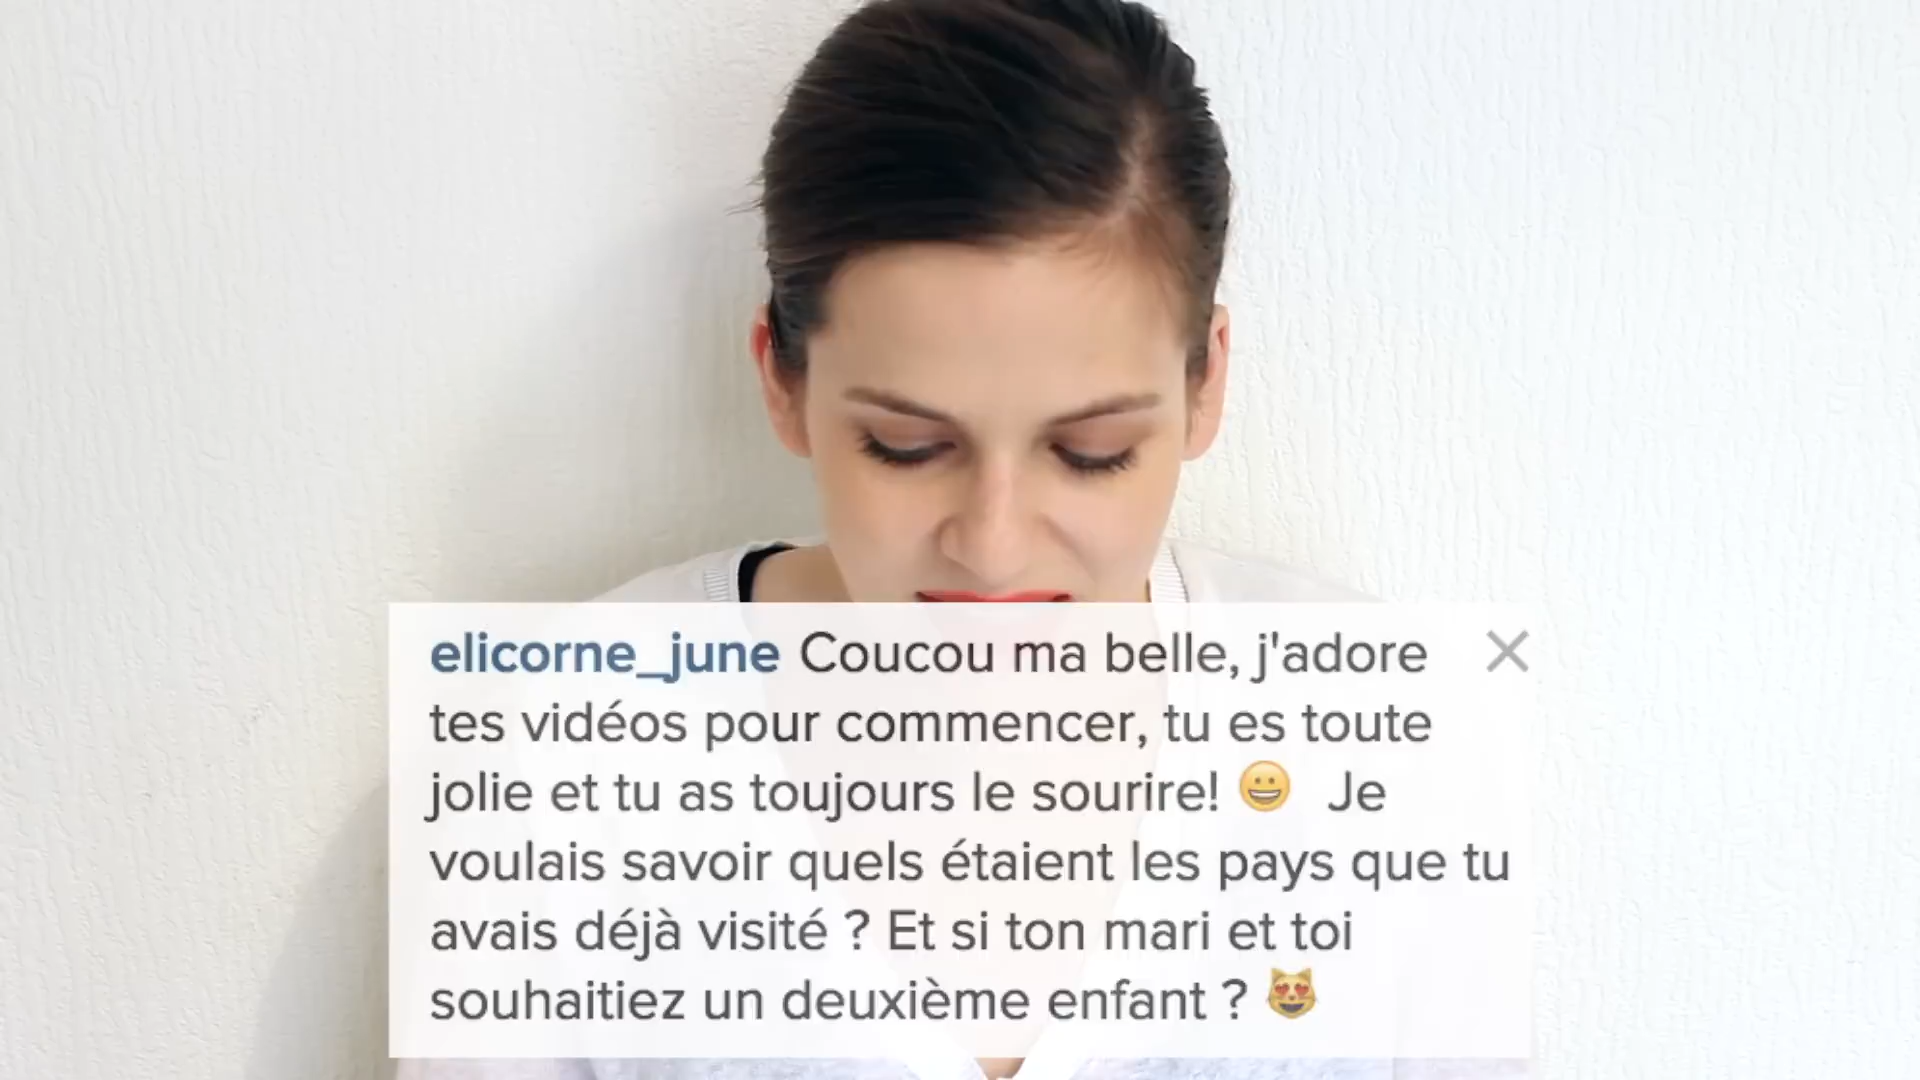 elicorne_june Coucou ma belle, j'adore
tes vidéos pour commencer, tu es toute
jolie et tu as toujours le sourire! 😀 Je
voulais savoir quels étaient les pays que tu
avais déjà visité ? Et si ton mari et toi
souhaitiez un deuxième enfant ? 😻